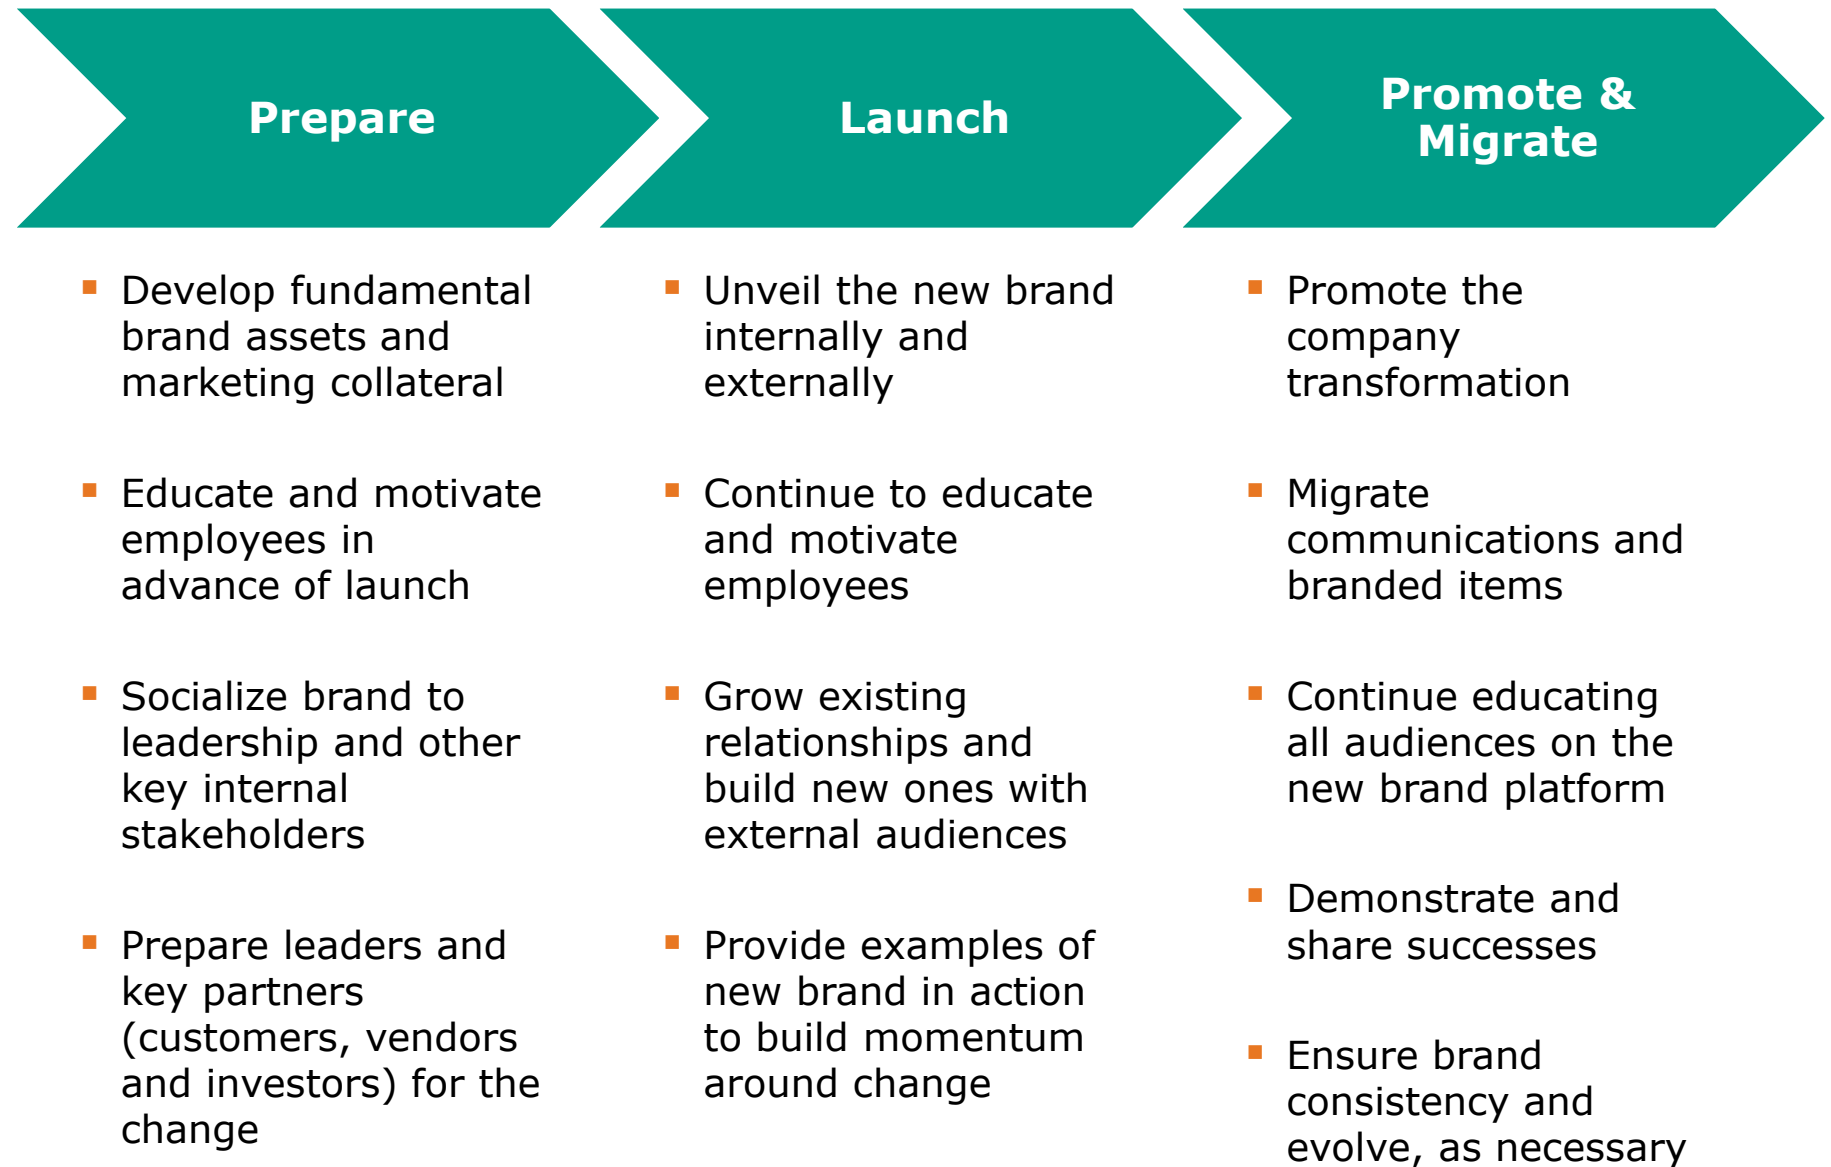 Prepare
Develop fundamental
brand assets and
marketing collateral
Educate and motivate
employees in
advance of launch
Socialize brand to
leadership and other
key internal
stakeholders
Prepare leaders and
key partners
(customers, vendors
and investors) for the
change
Launch
Unveil the new brand
internally and
externally
Continue to educate
and motivate
employees
Grow existing
relationships and
build new ones with
external audiences
Provide examples of
new brand in action
to build momentum
around change
Promote &
Migrate
Promote the
company
transformation
Migrate
communications and
branded items
Continue educating
all audiences on the
new brand platform
Demonstrate and
share successes
Ensure brand
consistency and
evolve, as necessary